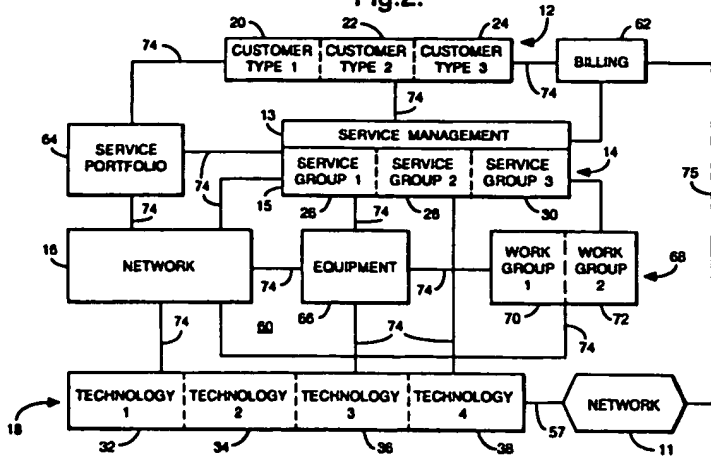 Fig.2.
20 22 24 12 62
74 CUSTOMER TYPE 1 CUSTOMER TYPE 2 CUSTOMER TYPE 3 74 BILLING
13 74
64 SERVICE PORTFOLIO SERVICE MANAGEMENT
74 SERVICE GROUP 1 SERVICE GROUP 2 SERVICE GROUP 3 14 75
15 26 28 30
74 74
16 NETWORK 74 EQUIPMENT 74 WORK GROUP 1 WORK GROUP 2 68
66 70 72
74 60 74 74
18 TECHNOLOGY 1 TECHNOLOGY 2 TECHNOLOGY 3 TECHNOLOGY 4 57 NETWORK
32 34 36 38 11